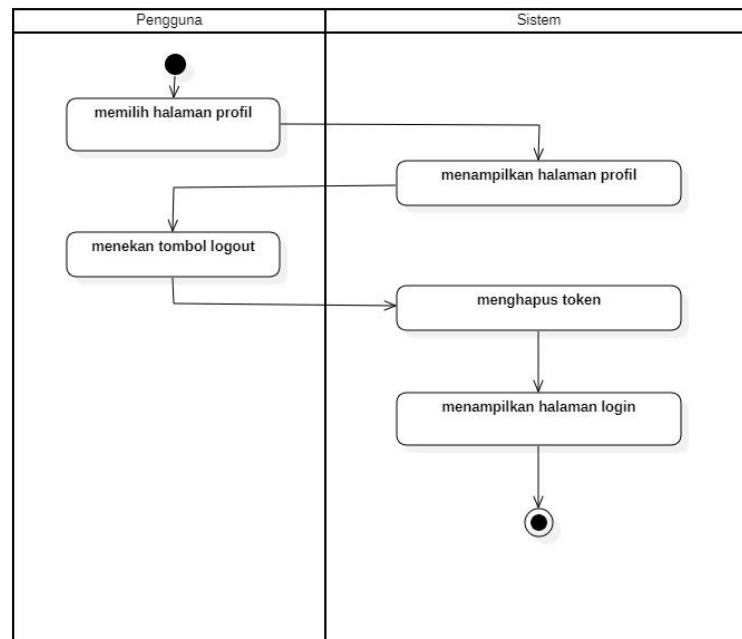 Pengguna
Sistem
memilih halaman profil
menampilkan halaman profil
menekan tombol logout
menghapus token
menampilkan halaman login